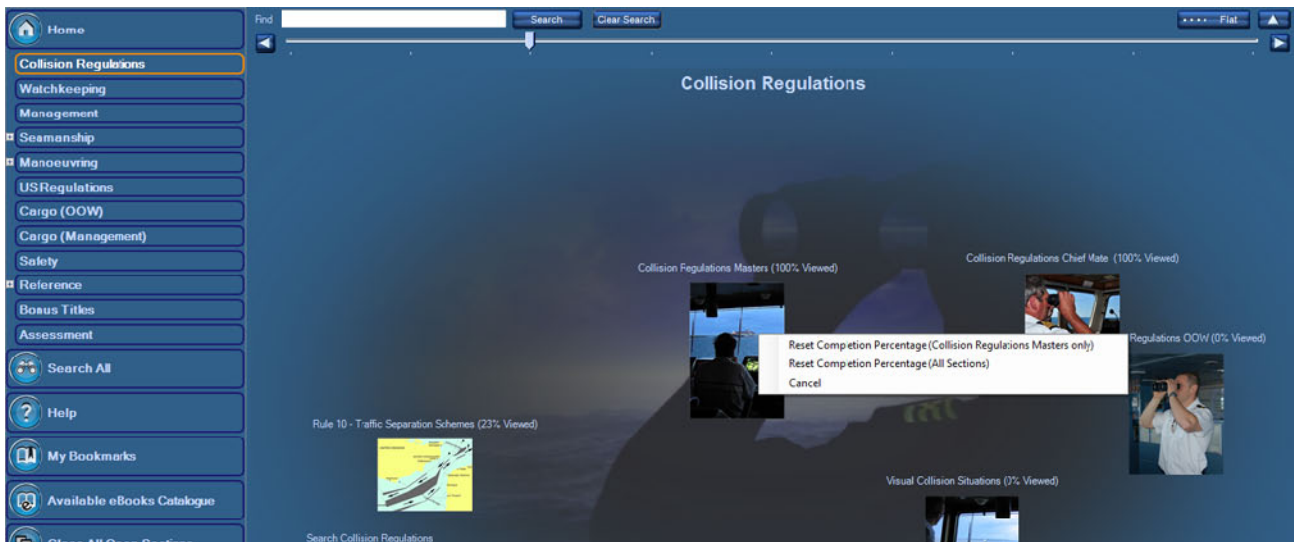 Home
Collision Regulations
Watchkeeping
Management
Seamanship
Manoeuvring
US Regulations
Cargo (OOW)
Cargo (Management)
Safety
Reference
Bonus Titles
Assessment
Search All
Help
My Bookmarks
Available eBooks Catalogue
Find
Search
Clear Search
Flat
Collision Regulations
Collision Regulations Masters (100% Viewed)
Collision Regulations Chief Mate (100% Viewed)
Reset Completion Percentage (Collision Regulations Masters only)
Reset Completion Percentage (All Sections)
Cancel
Regulations OOW (0% Viewed)
Rule 10 - Traffic Separation Schemes (23% Viewed)
Visual Collision Situations (0% Viewed)
Search Collision Regulations